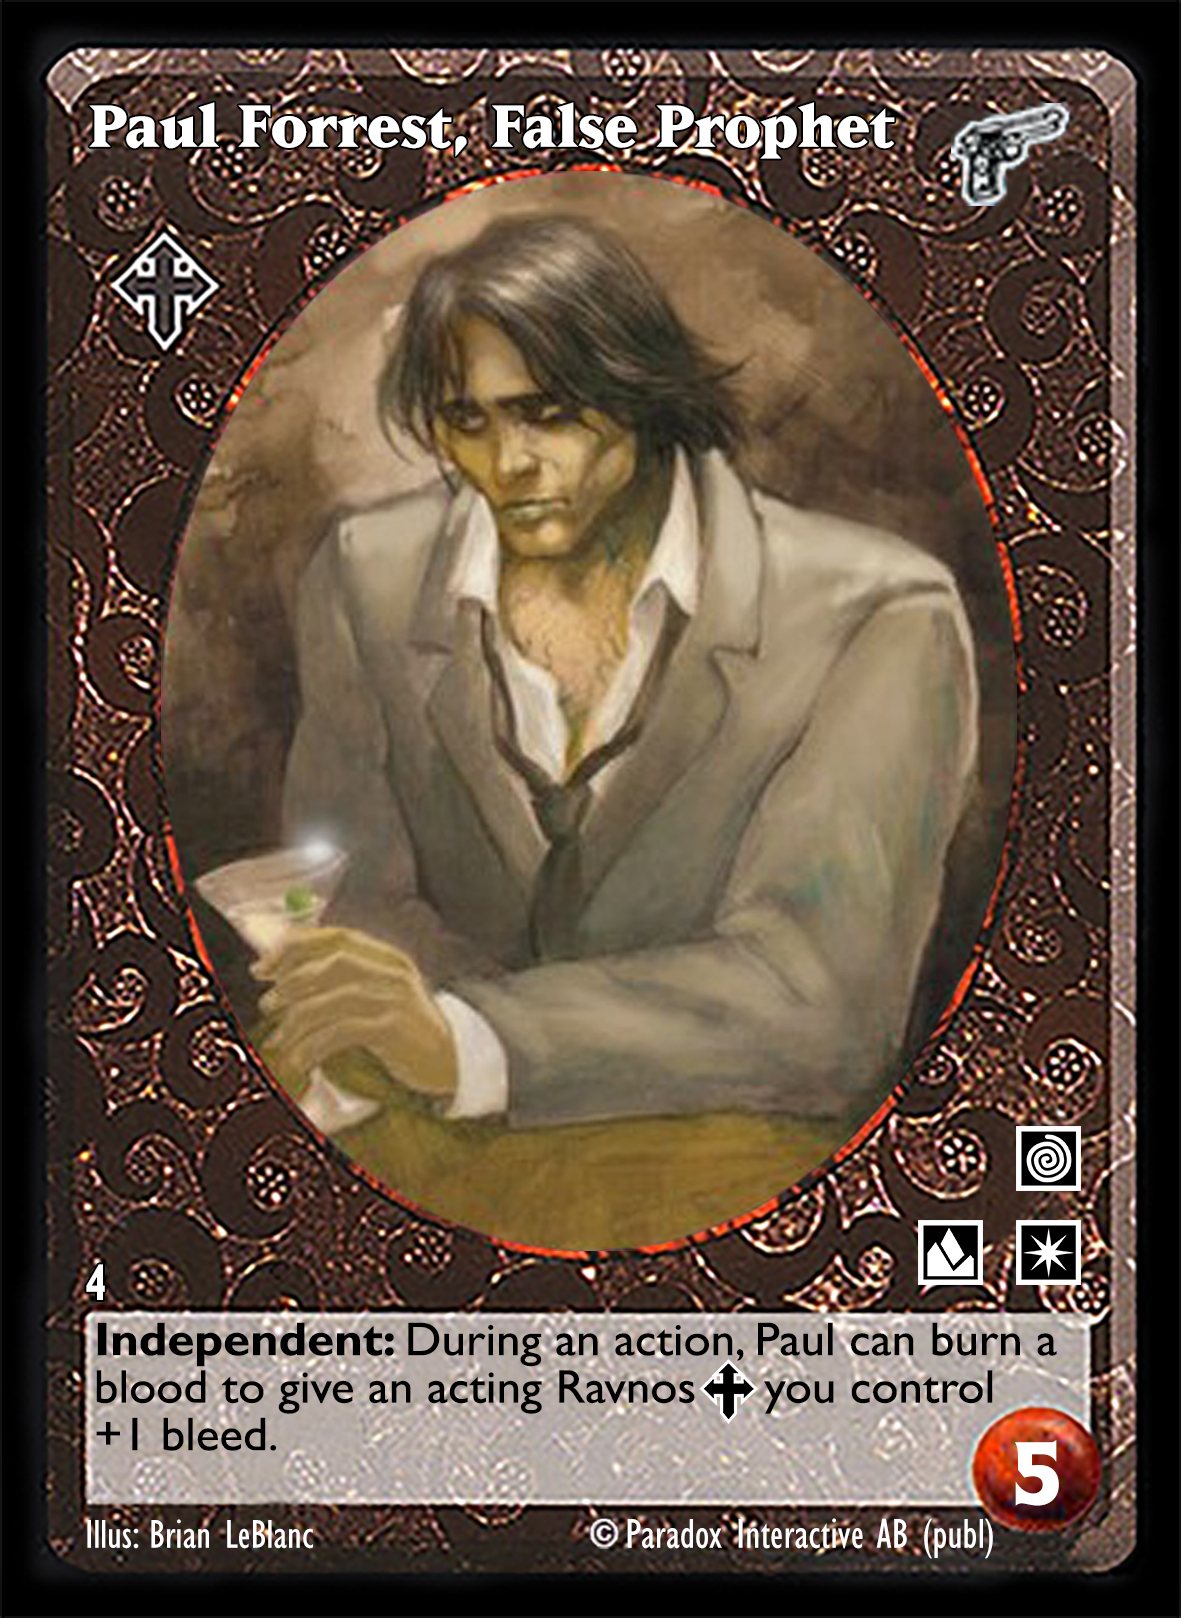 Paul Forrest, False Prophet
4
Independent: During an action, Paul can burn a
blood to give an acting Ravnos you control
+1 bleed.
5
Illus: Brian LeBlanc © Paradox Interactive AB (publ)